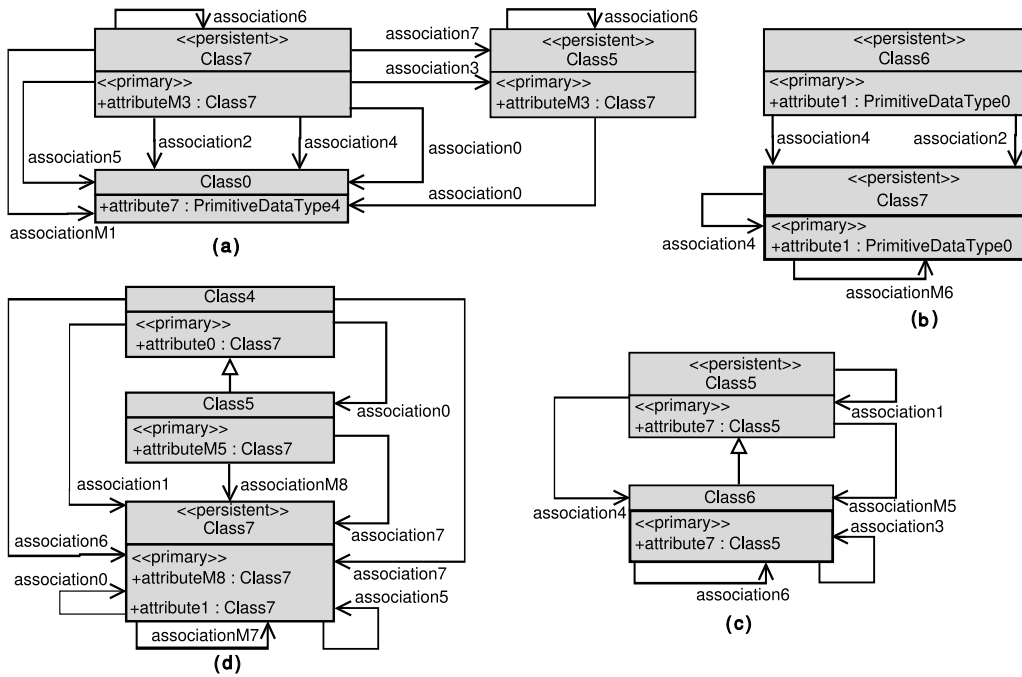 association6
<<persistent>>
Class7
<<primary>>
+attributeM3 : Class7
association7
association3
association6
<<persistent>>
Class5
<<primary>>
+attributeM3 : Class7
association5
association2
association4
association0
association0
Class0
+attribute7 : PrimitiveDataType4
associationM1
(a)
<<persistent>>
Class6
<<primary>>
+attribute1 : PrimitiveDataType0
association4
association2
<<persistent>>
Class7
<<primary>>
+attribute1 : PrimitiveDataType0
association4
associationM6
(b)
Class4
<<primary>>
+attribute0 : Class7
association0
Class5
<<primary>>
+attributeM5 : Class7
association1
associationM8
<<persistent>>
Class7
association7
association6
<<primary>>
+attributeM8 : Class7
+attribute1 : Class7
association7
association0
association5
associationM7
(d)
<<persistent>>
Class5
<<primary>>
+attribute7 : Class5
association1
Class6
<<primary>>
+attribute7 : Class5
association4
associationM5
association3
association6
(c)